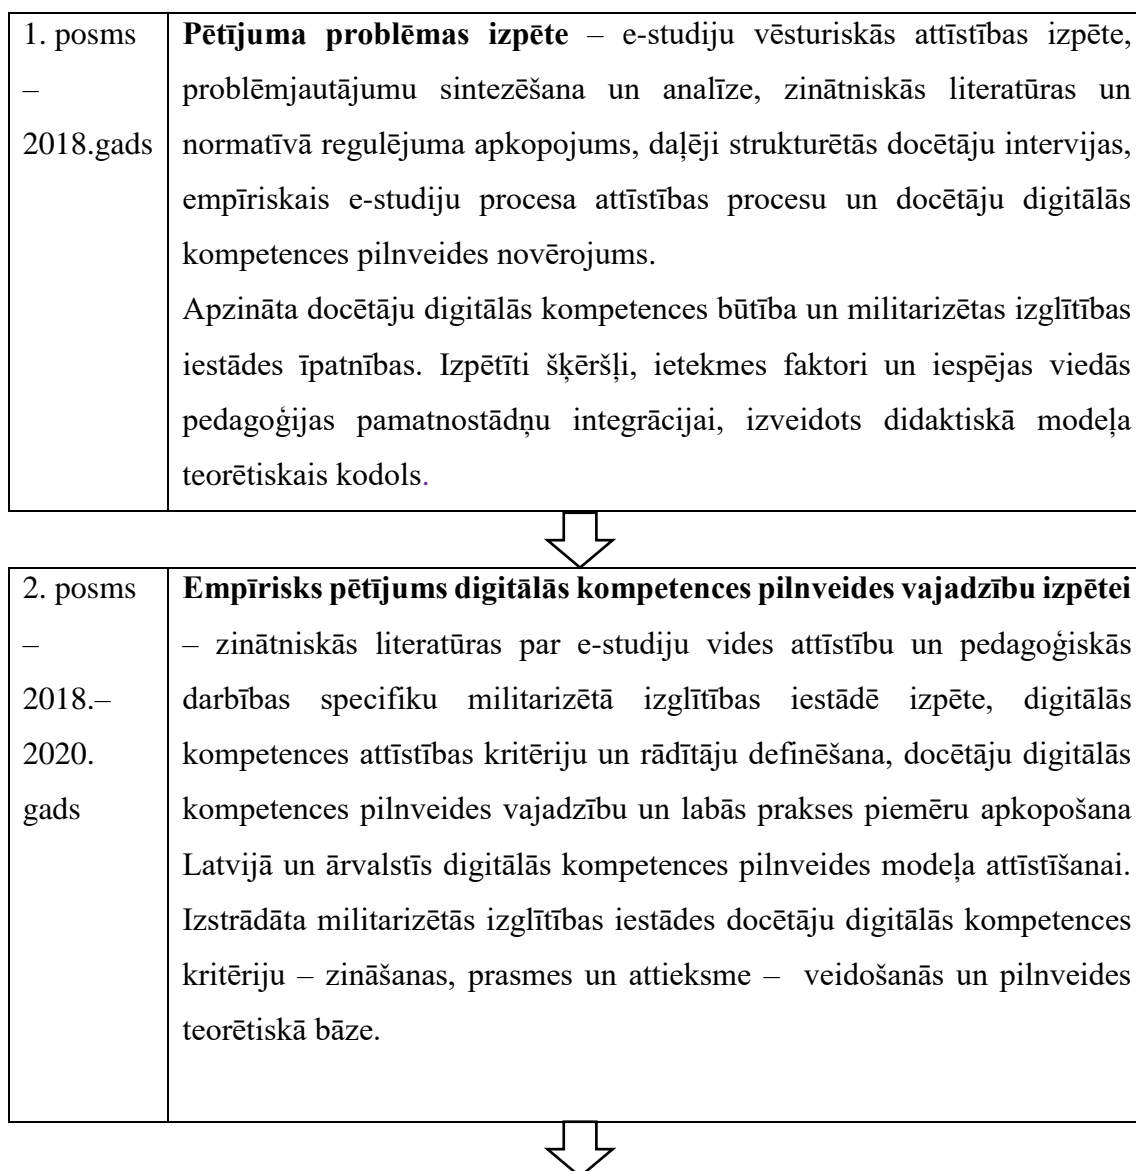 1. posms
–
2018.gads
Pētījuma problēmas izpēte – e-studiju vēsturiskās attīstības izpēte,
problēmjautājumu sintezēšana un analīze, zinātniskās literatūras un
normatīvā regulējuma apkopojums, daļēji strukturētās docētāju intervijas,
empīriskais e-studiju procesa attīstības procesu un docētāju digitālās
kompetences pilnveides novērojums.
Apzināta docētāju digitālās kompetences būtība un militarizētas izglītības
iestādes īpatnības. Izpētīti šķēršļi, ietekmes faktori un iespējas viedās
pedagoģijas pamatnostādņu integrācijai, izveidots didaktiskā modeļa
teorētiskais kodols.
2. posms
–
2018.–
2020.
gads
Empīrisks pētījums digitālās kompetences pilnveides vajadzību izpētei
– zinātniskās literatūras par e-studiju vides attīstību un pedagoģiskās
darbības specifiku militarizētā izglītības iestādē izpēte, digitālās
kompetences attīstības kritēriju un rādītāju definēšana, docētāju digitālās
kompetences pilnveides vajadzību un labās prakses piemēru apkopošana
Latvijā un ārvalstīs digitālās kompetences pilnveides modeļa attīstīšanai.
Izstrādāta militarizētās izglītības iestādes docētāju digitālās kompetences
kritēriju – zināšanas, prasmes un attieksme – veidošanās un pilnveides
teorētiskā bāze.